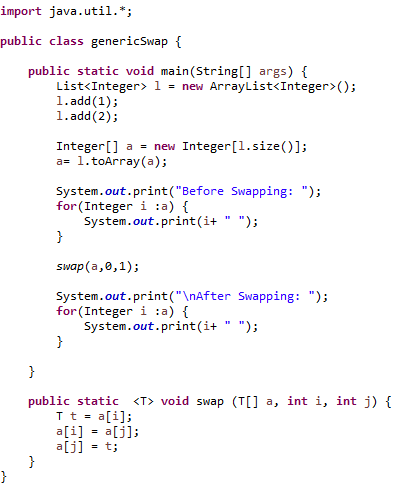 import java.util.*;
public class genericSwap {
public static void main(String[] args) {
List<Integer> l = new ArrayList<Integer>();
l.add(1);
l.add(2);
Integer[] a = new Integer[l.size()];
a= l.toArray(a);
System.out.print("Before Swapping: ");
for(Integer i :a) {
System.out.print(i+ " ");
}
swap(a,0,1);
System.out.print("\nAfter Swapping: ");
for(Integer i :a) {
System.out.print(i+ " ");
}
}
public static  <T> void swap (T[] a, int i, int j) {
T t = a[i];
a[i] = a[j];
a[j] = t;
}
}